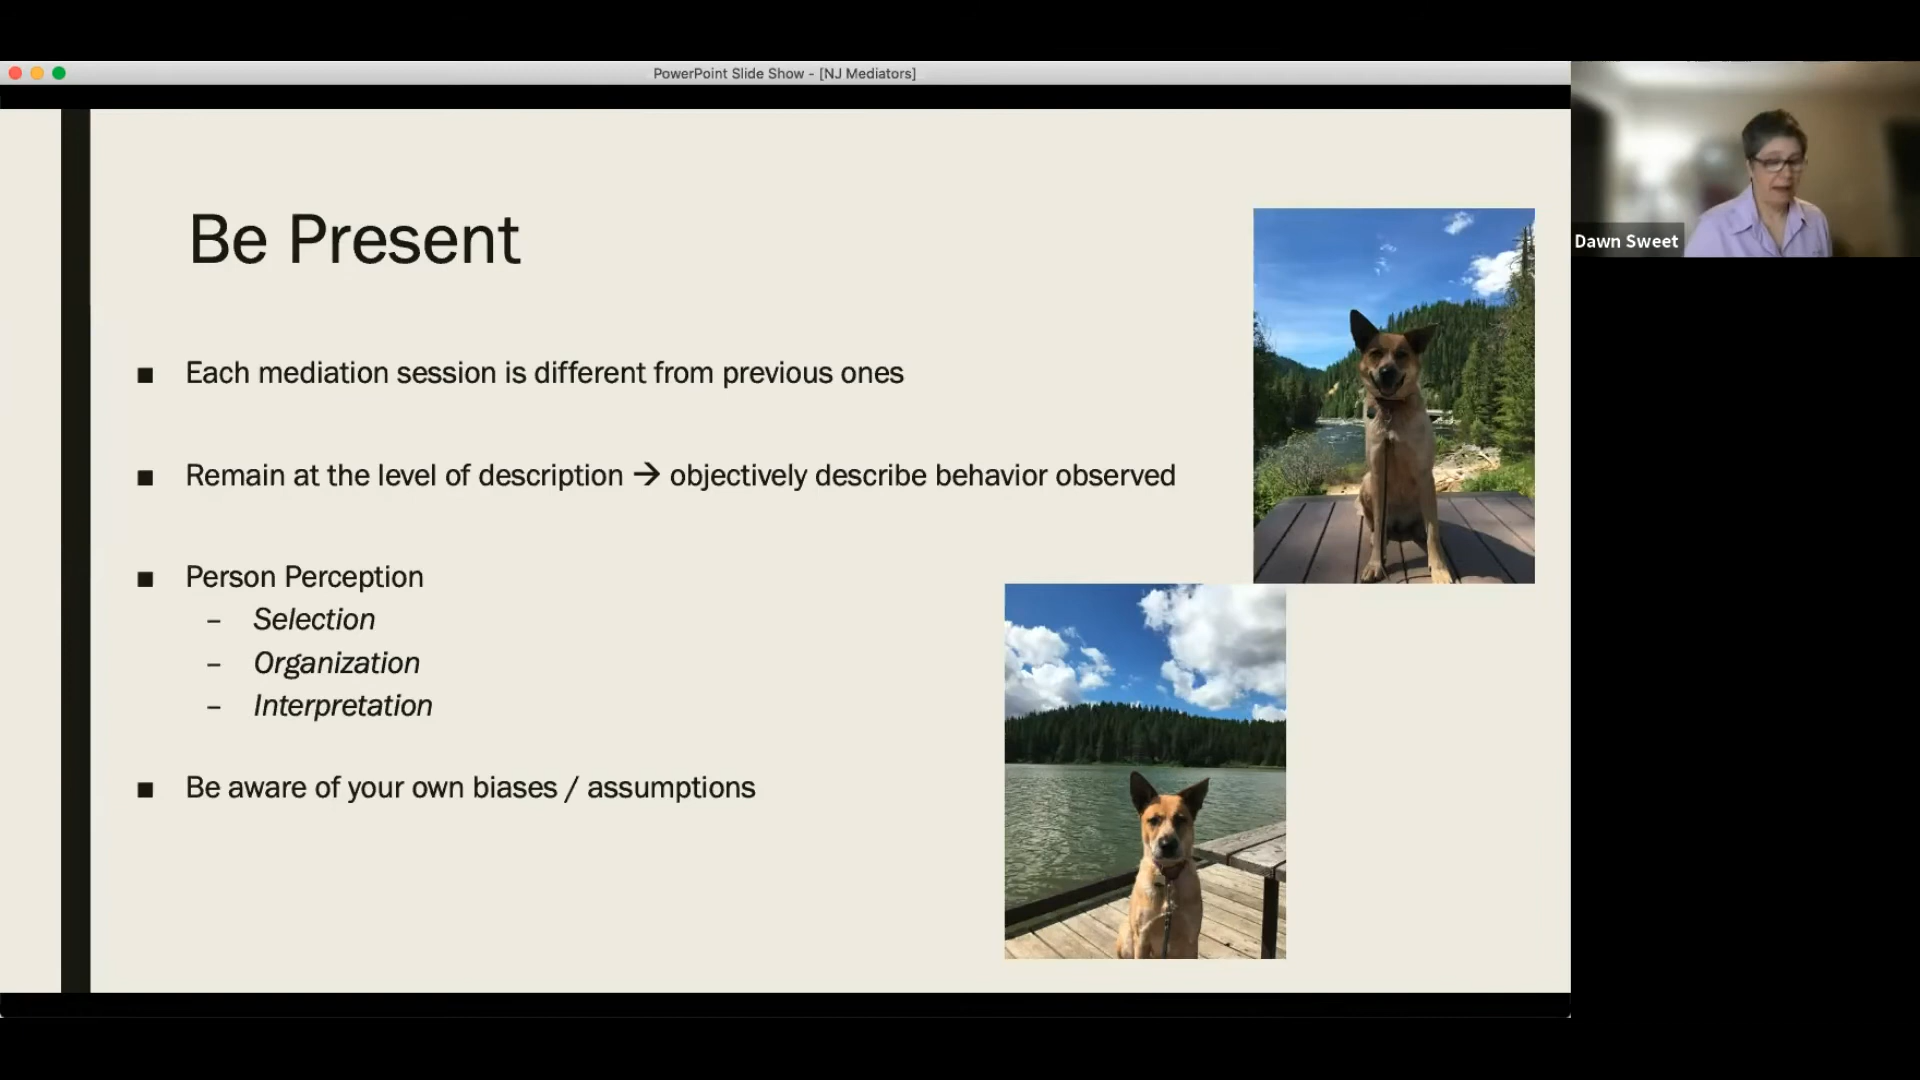 PowerPoint Slide Show - [NJ Mediators]
Be Present
■ Each mediation session is different from previous ones
■ Remain at the level of description → objectively describe behavior observed
■ Person Perception
– Selection
– Organization
– Interpretation
■ Be aware of your own biases / assumptions
Dawn Sweet